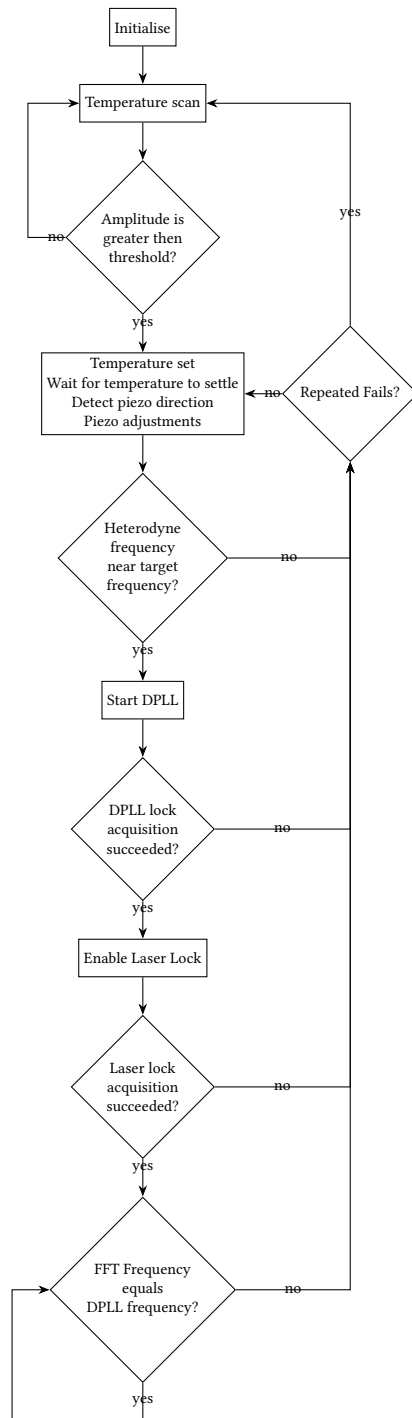 Initialise
Temperature scan
yes
Amplitude is
greater then
threshold?
no
yes
Temperature set
Wait for temperature to settle
Detect piezo direction
Piezo adjustments
no
Repeated Fails?
Heterodyne
frequency
near target
frequency?
no
yes
Start DPLL
DPLL lock
acquisition
succeeded?
no
yes
Enable Laser Lock
Laser lock
acquisition
succeeded?
no
yes
FFT Frequency
equals
DPLL frequency?
no
yes